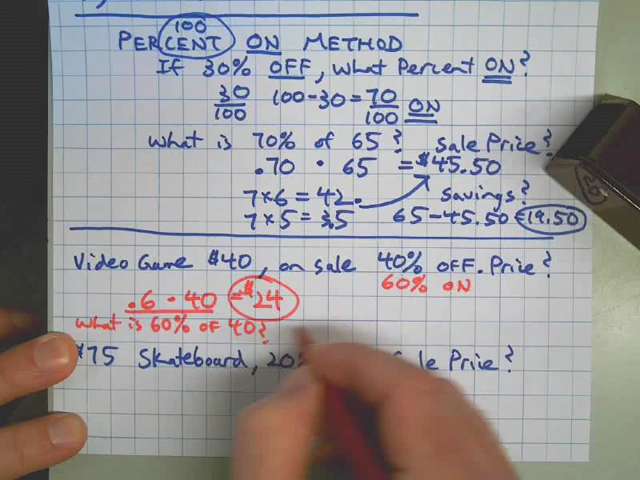 100
PERCENT ON METHOD
If 30% OFF, what Percent ON?
30/100 100-30=70/100 ON
What is 70% of 65? Sale Price?
.70 · 65 = $45.50
7×6=42. Savings?
7×5=3.5 65-45.50=19.50
Video Game $40, on sale 40% OFF. Price?
60% ON
.6 · 40 = $24
What is 60% of 40?
$75 Skateboard, 20% Sale Price?